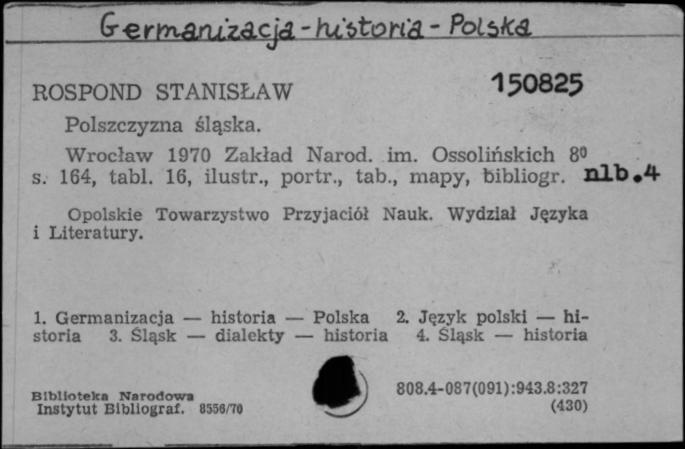 Germanizacja - historia - Polska
ROSPOND STANISŁAW 150825
Polszczyzna śląska.
Wrocław 1970 Zakład Narod. im. Ossolińskich 8⁰
s. 164, tabl. 16, ilustr., portr., tab., mapy, bibliogr. nlb.4
Opolskie Towarzystwo Przyjaciół Nauk. Wydział Języka
i Literatury.
1. Germanizacja — historia — Polska 2. Język polski — hi-
storia 3. Śląsk — dialekty — historia 4. Śląsk — historia
Biblioteka Narodowa
Instytut Bibliograf. 8556/70
808.4-087(091):943.8:327
(430)